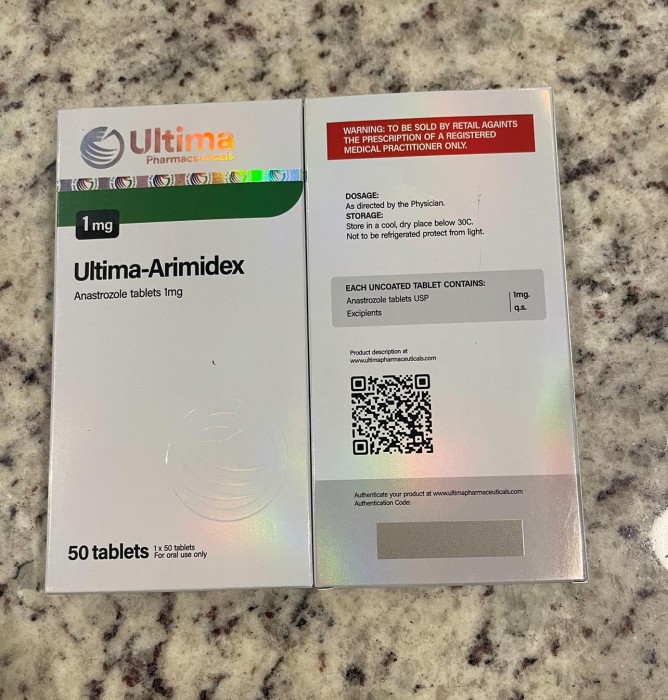 Ultima
Pharmaceuticals
1 mg
Ultima-Arimidex
Anastrozole tablets 1mg
50 tablets
1 x 50 tablets
For oral use only
WARNING: TO BE SOLD BY RETAIL AGAINTS
THE PRESCRIPTION OF A REGISTERED
MEDICAL PRACTITIONER ONLY.
DOSAGE:
As directed by the Physician.
STORAGE:
Store in a cool, dry place below 30C.
Not to be refrigerated protect from light.
EACH UNCOATED TABLET CONTAINS:
Anastrozole tablets USP 1mg.
Excipients q.s.
Product description at
www.ultimapharmaceuticals.com
Authenticate your product at www.ultimapharmaceuticals.com
Authentication Code: